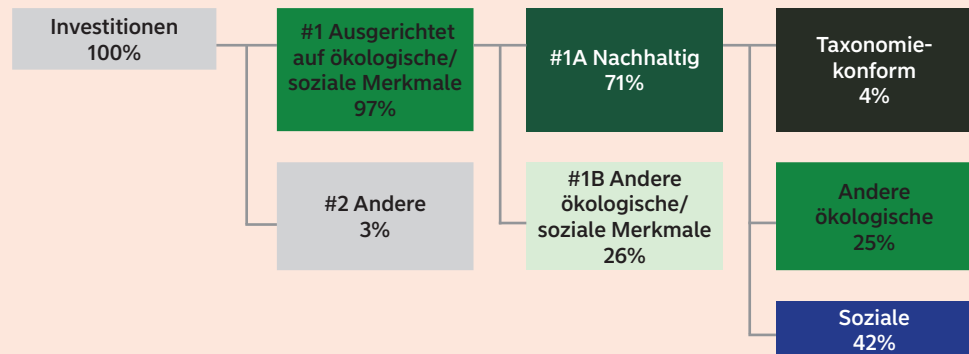 Investitionen
100%
#1 Ausgerichtet
auf ökologische/
soziale Merkmale
97%
#2 Andere
3%
#1A Nachhaltig
71%
#1B Andere
ökologische/
soziale Merkmale
26%
Taxonomie-
konform
4%
Andere
ökologische
25%
Soziale
42%